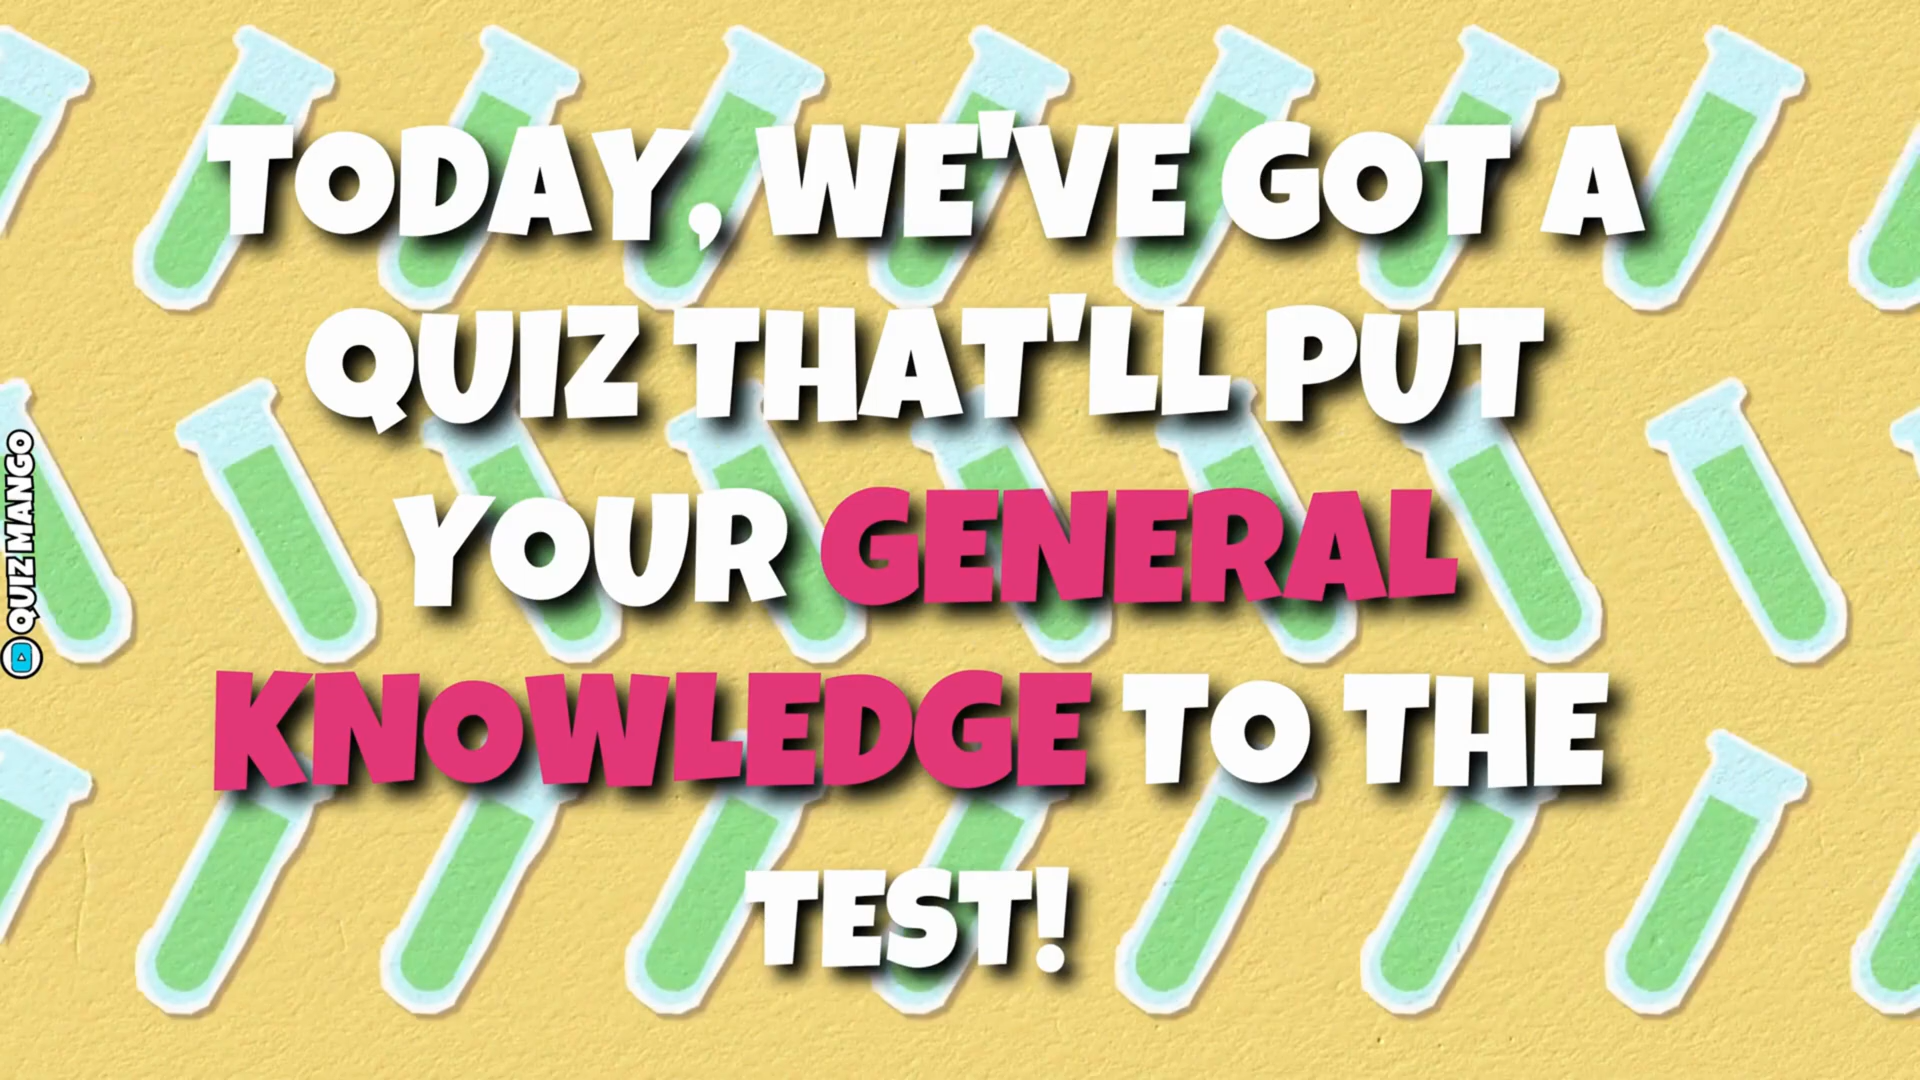 TODAY, WE'VE GOT A
QUIZ THAT'LL PUT
YOUR GENERAL
KNOWLEDGE TO THE
TEST!
QUIZ MANGO